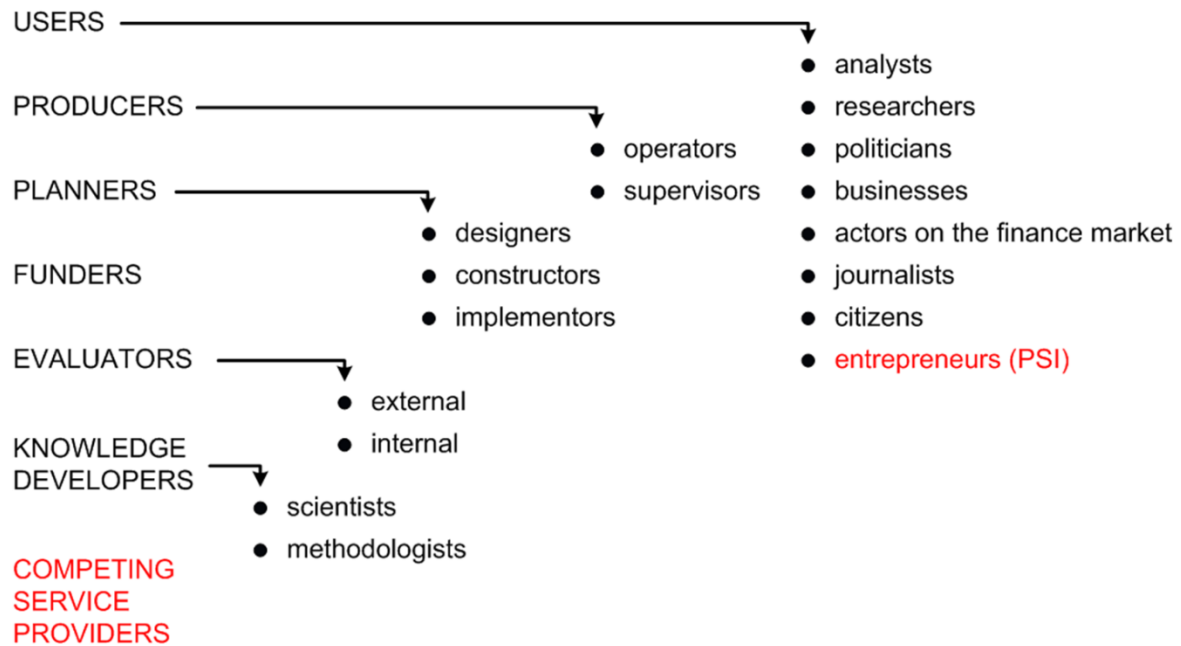 USERS
analysts
PRODUCERS
researchers
operators
politicians
PLANNERS
supervisors
businesses
designers
actors on the finance market
FUNDERS
constructors
journalists
implementors
citizens
EVALUATORS
entrepreneurs (PSI)
external
internal
KNOWLEDGE
DEVELOPERS
scientists
methodologists
COMPETING
SERVICE
PROVIDERS